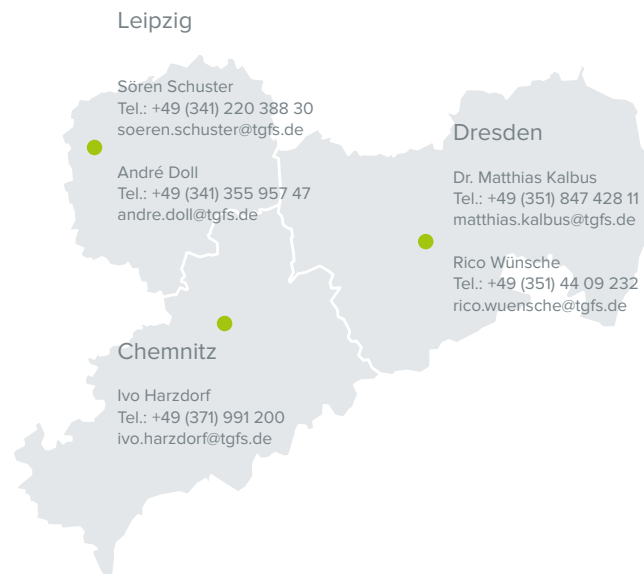 Leipzig
Sören Schuster
Tel.: +49 (341) 220 388 30
soeren.schuster@tgfs.de
André Doll
Tel.: +49 (341) 355 957 47
andre.doll@tgfs.de
Dresden
Dr. Matthias Kalbus
Tel.: +49 (351) 847 428 11
matthias.kalbus@tgfs.de
Rico Wünsche
Tel.: +49 (351) 44 09 232
rico.wuensche@tgfs.de
Chemnitz
Ivo Harzdorf
Tel.: +49 (371) 991 200
ivo.harzdorf@tgfs.de